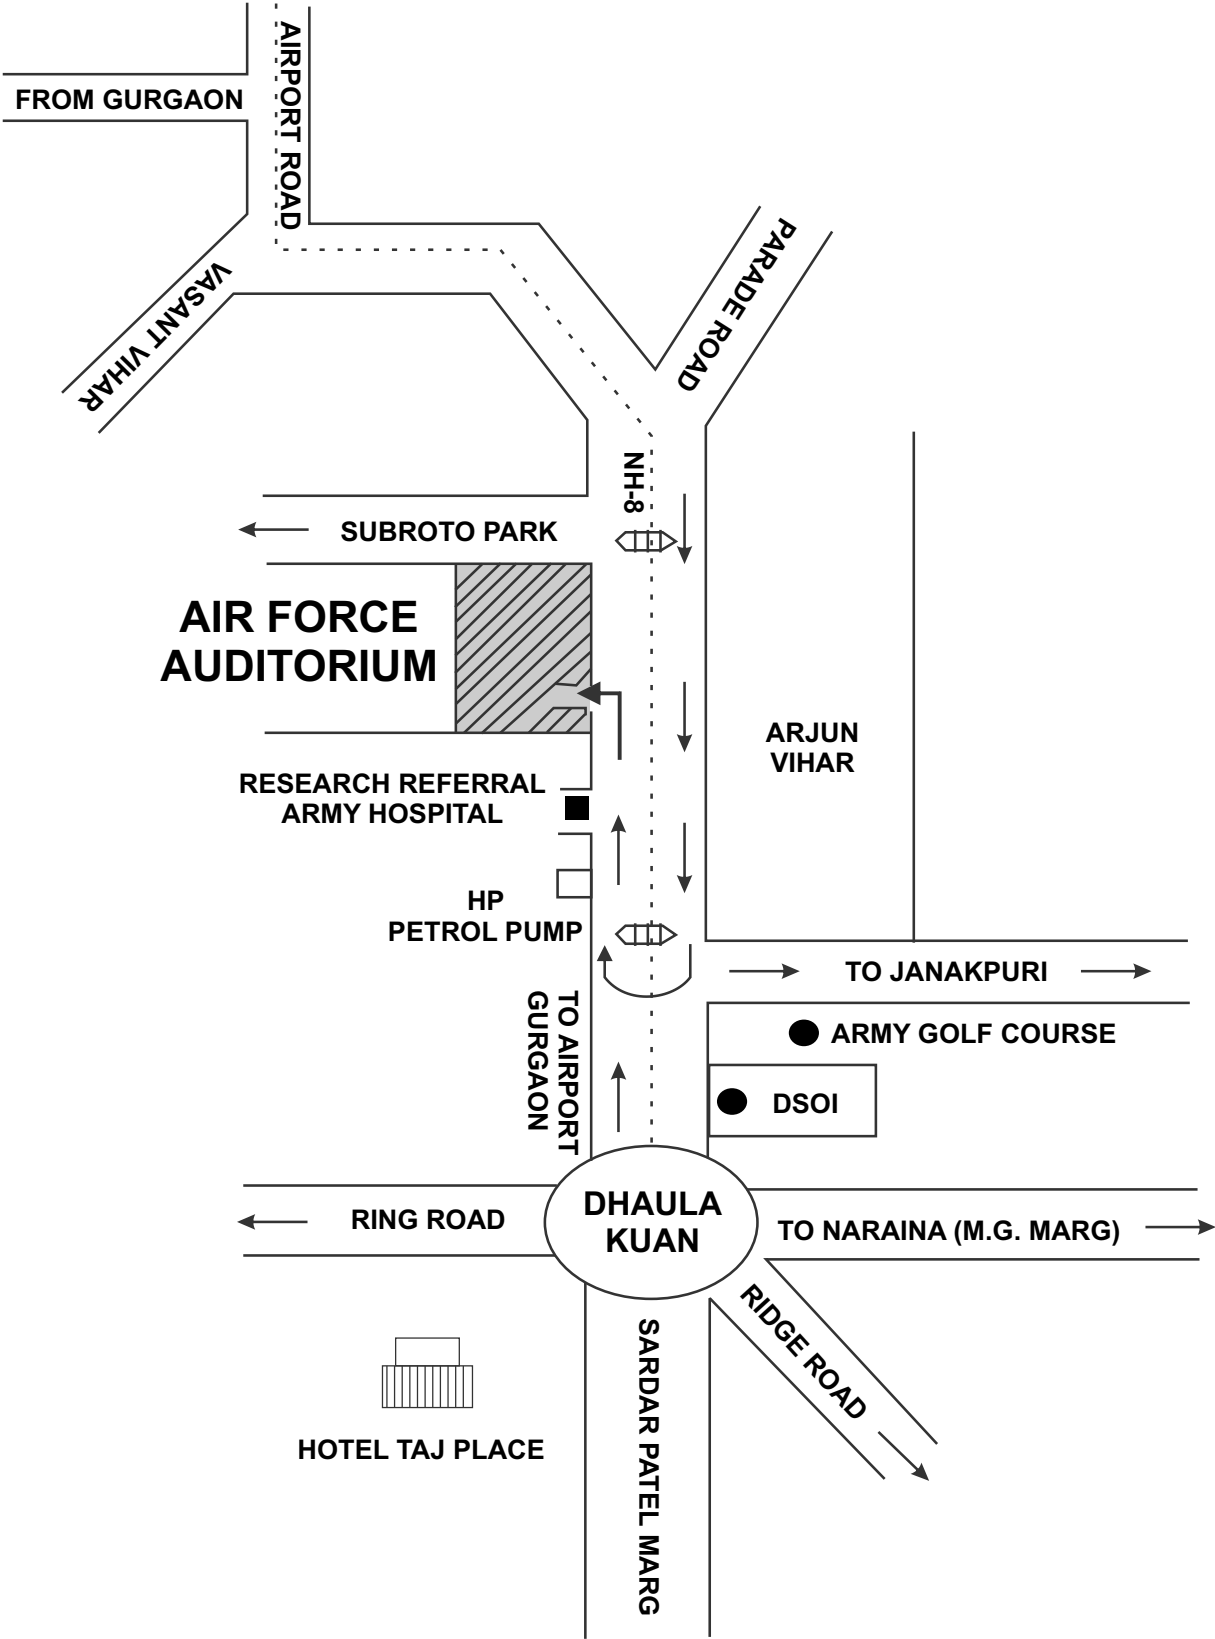 AIRPORT ROAD
FROM GURGAON
PARADE ROAD
VASANT VIHAR
NH-8
SUBROTO PARK
AIR FORCE
AUDITORIUM
ARJUN
VIHAR
RESEARCH REFERRAL
ARMY HOSPITAL
HP
PETROL PUMP
TO JANAKPURI
TO AIRPORT
GURGAON
ARMY GOLF COURSE
DSOI
DHAULA
KUAN
RING ROAD
TO NARAINA (M.G. MARG)
RIDGE ROAD
SARDAR PATEL MARG
HOTEL TAJ PLACE